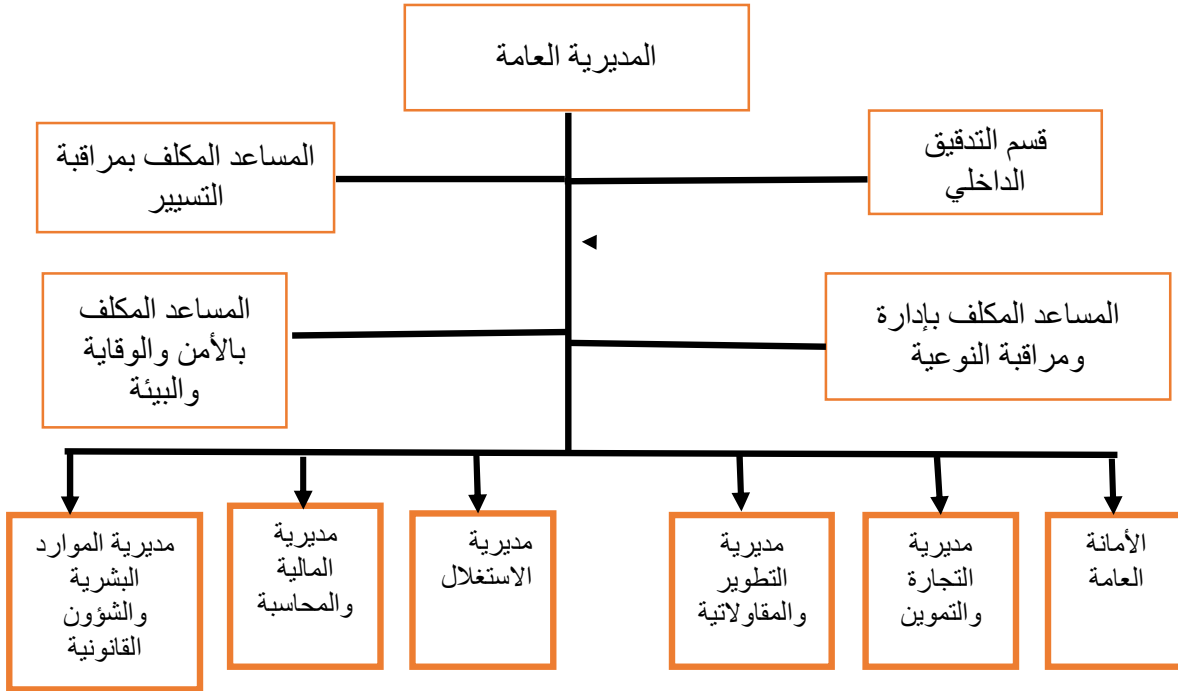 المديرية العامة
قسم التدقيق
الداخلي
المساعد المكلف بمراقبة
التسيير
المساعد المكلف بإدارة
ومراقبة النوعية
المساعد المكلف
بالأمن والوقاية
والبيئة
الأمانة
العامة
مديرية
التجارة
والتموين
مديرية
التطوير
والمقاولاتية
مديرية
الاستغلال
مديرية
المالية
والمحاسبة
مديرية الموارد
البشرية
والشؤون
القانونية